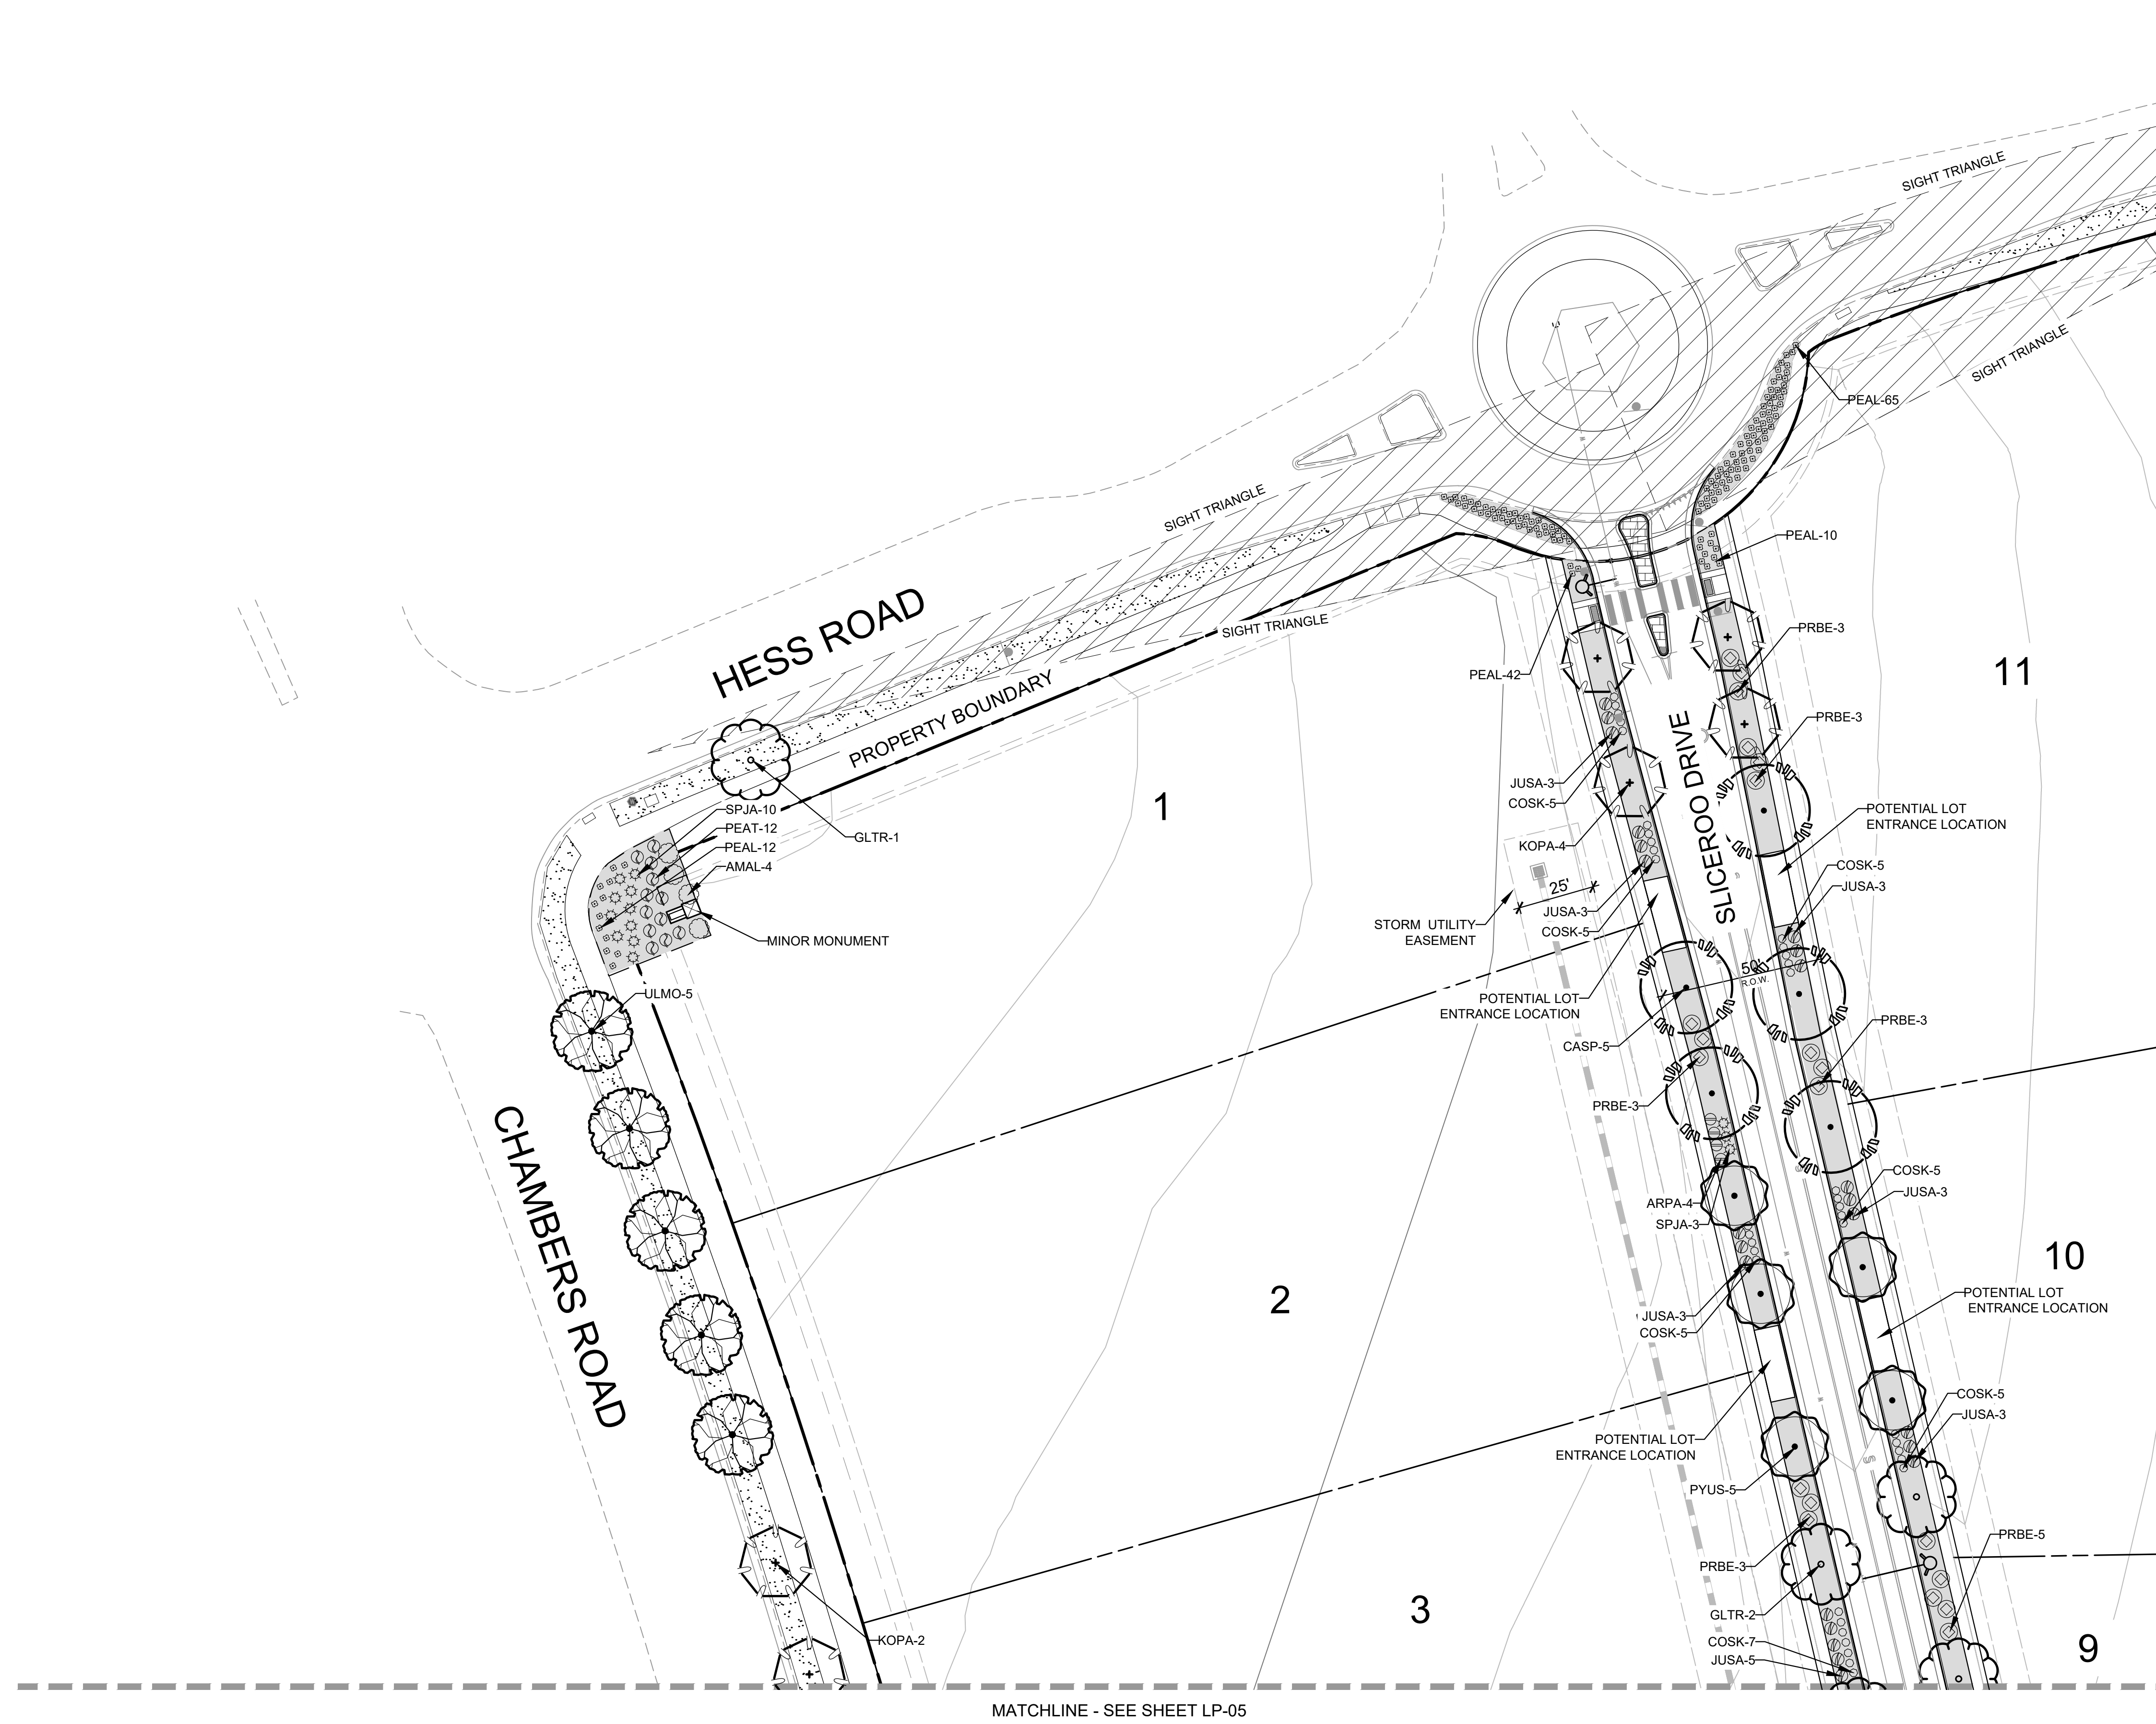 SIGHT TRIANGLE
SIGHT TRIANGLE
PEAL-65
SIGHT TRIANGLE
PEAL-10
HESS ROAD
SIGHT TRIANGLE
PRBE-3
11
PEAL-42
PROPERTY BOUNDARY
PRBE-3
SLICEROO DRIVE
JUSA-3
COSK-5
1
SPJA-10
PEAT-12
PEAL-12
AMAL-4
GLTR-1
KOPA-4
POTENTIAL LOT
ENTRANCE LOCATION
COSK-5
JUSA-3
25'
JUSA-3
COSK-5
STORM UTILITY
EASEMENT
MINOR MONUMENT
50'
R.O.W.
ULMO-5
POTENTIAL LOT
ENTRANCE LOCATION
PRBE-3
CASP-5
PRBE-3
CHAMBERS ROAD
COSK-5
JUSA-3
ARPA-4
SPJA-3
10
2
POTENTIAL LOT
ENTRANCE LOCATION
JUSA-3
COSK-5
COSK-5
JUSA-3
POTENTIAL LOT
ENTRANCE LOCATION
PYUS-5
PRBE-5
PRBE-3
3
GLTR-2
KOPA-2
COSK-7
JUSA-5
9
S
MATCHLINE - SEE SHEET LP-05